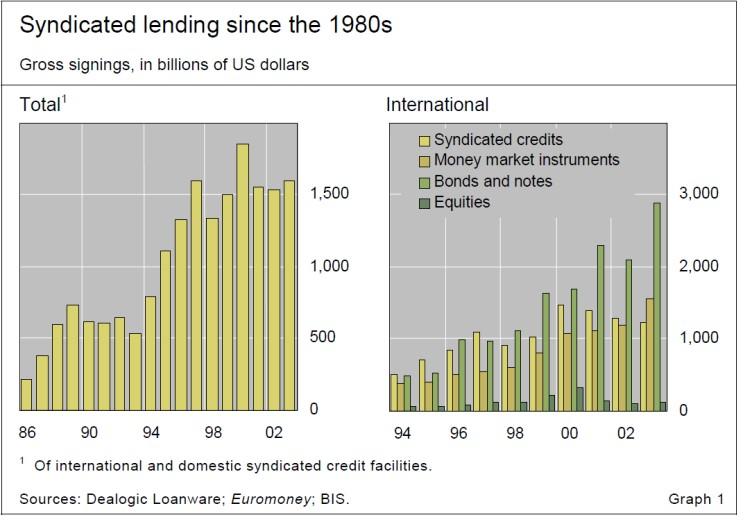 Syndicated lending since the 1980s
Gross signings, in billions of US dollars
Total¹
International
Syndicated credits
Money market instruments
Bonds and notes
Equities
1,500
1,000
500
0
86 90 94 98 02
3,000
2,000
1,000
0
94 96 98 00 02
¹ Of international and domestic syndicated credit facilities.
Sources: Dealogic Loanware; Euromoney; BIS.
Graph 1